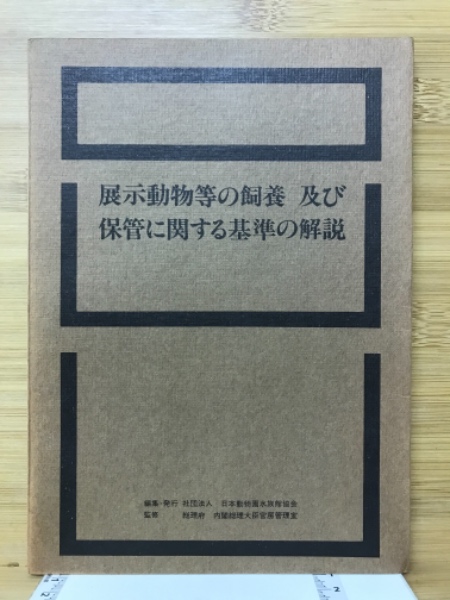 展示動物等の飼養 及び
保管に関する基準の解説
編集・発行 社団法人 日本動物園水族館協会
監修 総理府 内閣総理大臣官房管理室